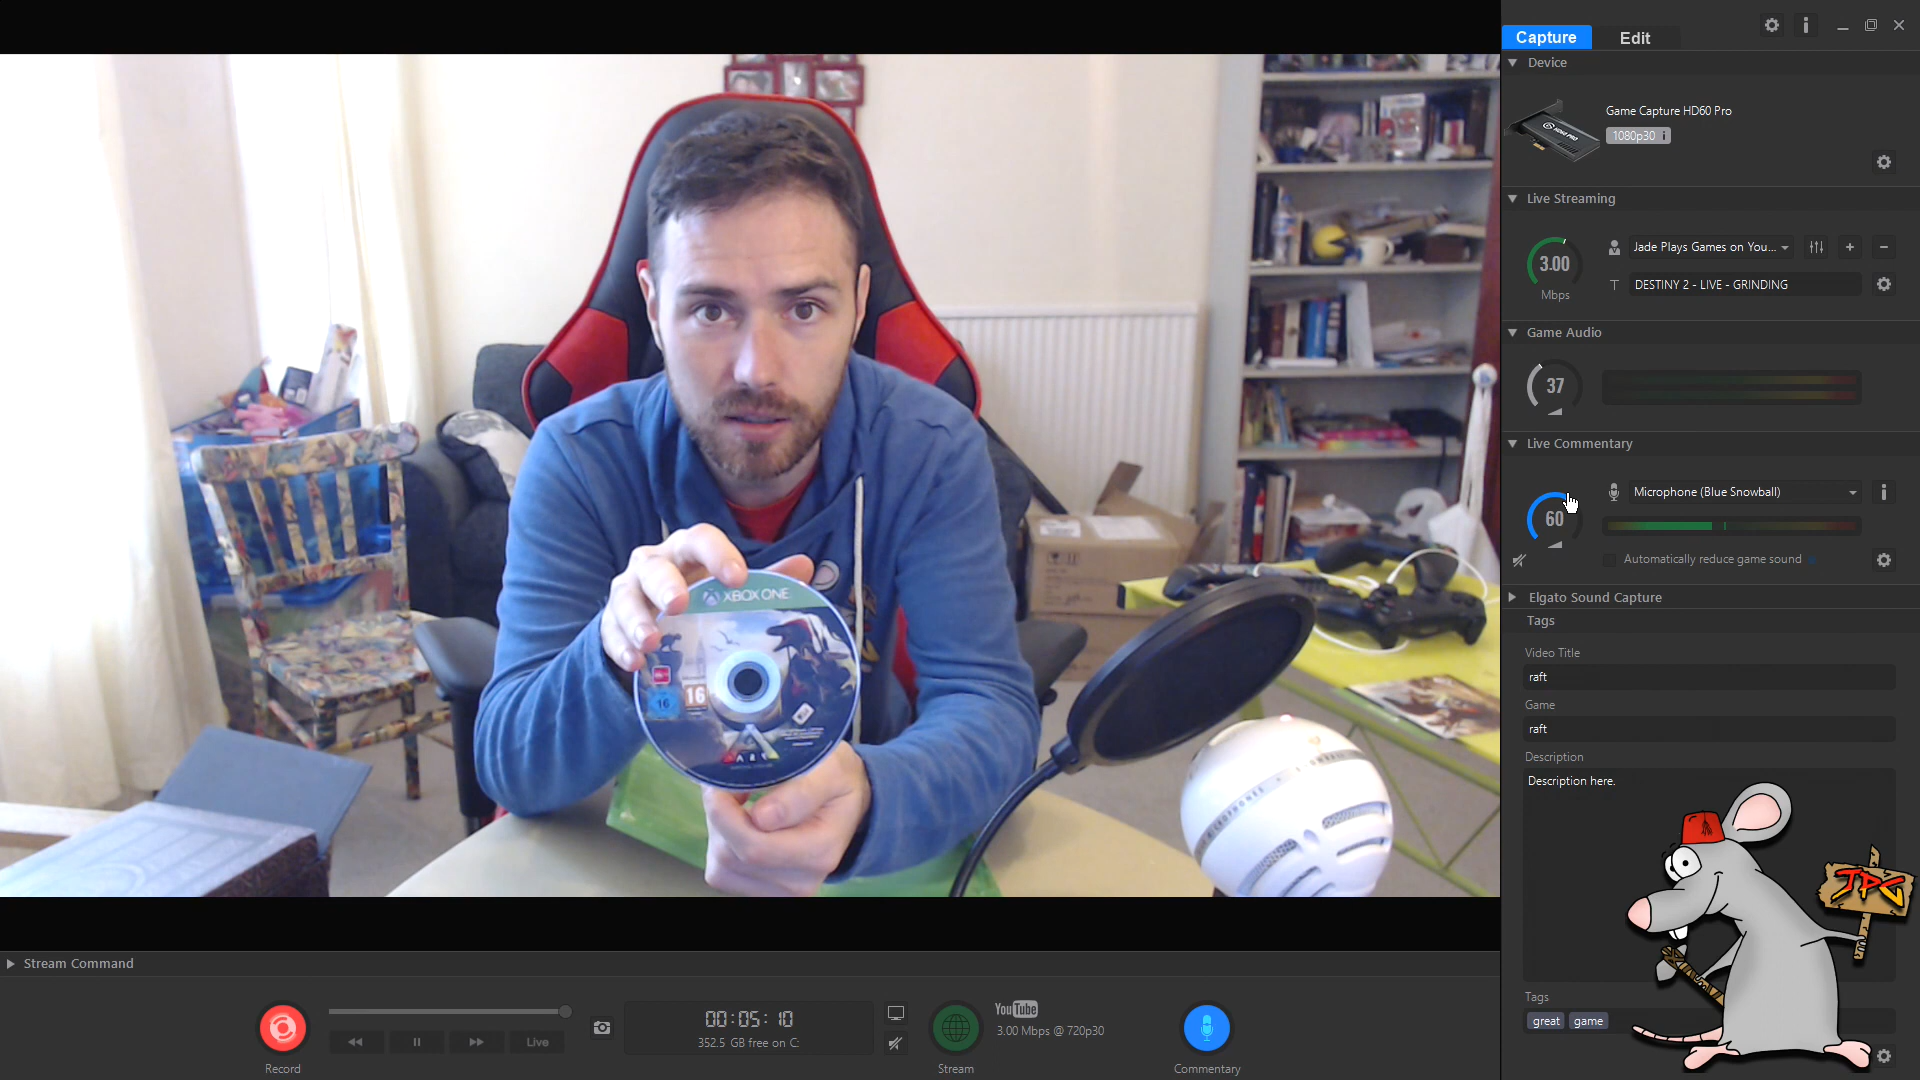 Capture
Edit
Device
Game Capture HD60 Pro
1080p30 i
Live Streaming
3.00
Mbps
Jade Plays Games on You...
T DESTINY 2 - LIVE - GRINDING
Game Audio
37
Live Commentary
Microphone (Blue Snowball)
60
Automatically reduce game sound
Elgato Sound Capture
Tags
Video Title
raft
Game
raft
Description
Description here.
JPG
Tags
great game
XBOX ONE
16
16
ARK
Stream Command
00:05:10
352.5 GB free on C:
Live
Record
YouTube
3.00 Mbps @ 720p30
Stream
Commentary